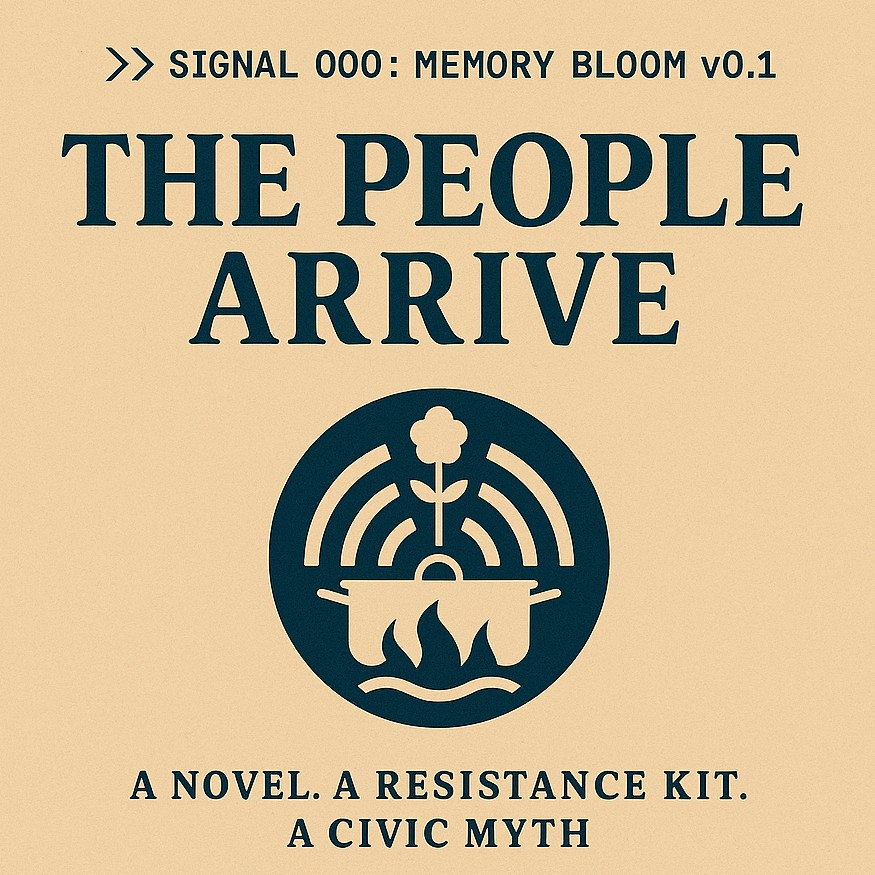 >> SIGNAL 000: MEMORY BLOOM v0.1
THE PEOPLE
ARRIVE
A NOVEL. A RESISTANCE KIT.
A CIVIC MYTH